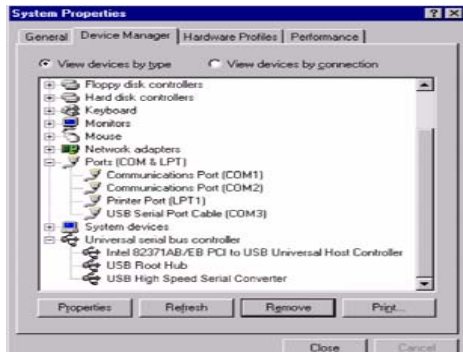 System Properties
General Device Manager Hardware Profiles Performance
View devices by type View devices by connection
Floppy disk controllers
Hard disk controllers
Keyboard
Monitors
Mouse
Network adapters
Ports (COM & LPT)
Communications Port (COM1)
Communications Port (COM2)
Printer Port (LPT1)
USB Serial Port Cable (COM3)
System devices
Universal serial bus controller
Intel 82371AB/EB PCI to USB Universal Host Controller
USB Root Hub
USB High Speed Serial Converter
Properties Refresh Remove Print...
Close Cancel